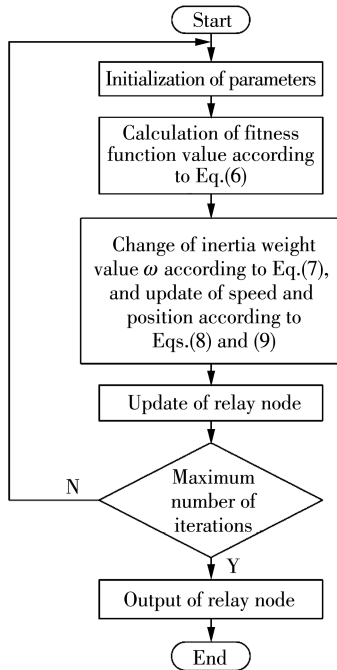 Start
Initialization of parameters
Calculation of fitness
function value according
to Eq.(6)
Change of inertia weight
value ω according to Eq.(7),
and update of speed and
position according to
Eqs.(8) and (9)
Update of relay node
Maximum
number of
iterations
N
Y
Output of relay node
End